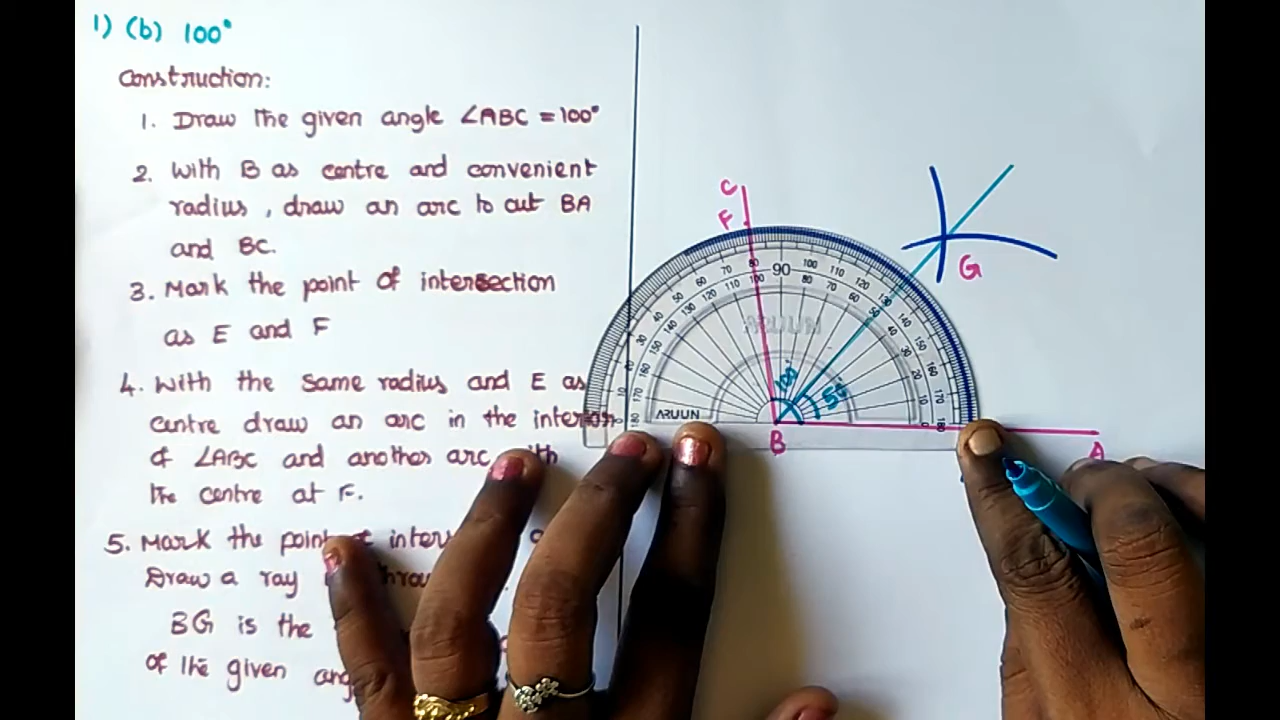 1) (b) 100°
Construction:
1. Draw the given angle ∠ABC = 100°
2. With B as centre and convenient
radius, draw an arc to cut BA
and BC.
3. Mark the point of intersection
as E and F
4. With the same radius and E as
centre draw an arc in the interior
of ∠ABC and another arc with
the centre at F.
5. Mark the point
Draw a ray
BG is the
of the given
C
F
G
90
ARUUN
100°
50°
ARUUN
B
A